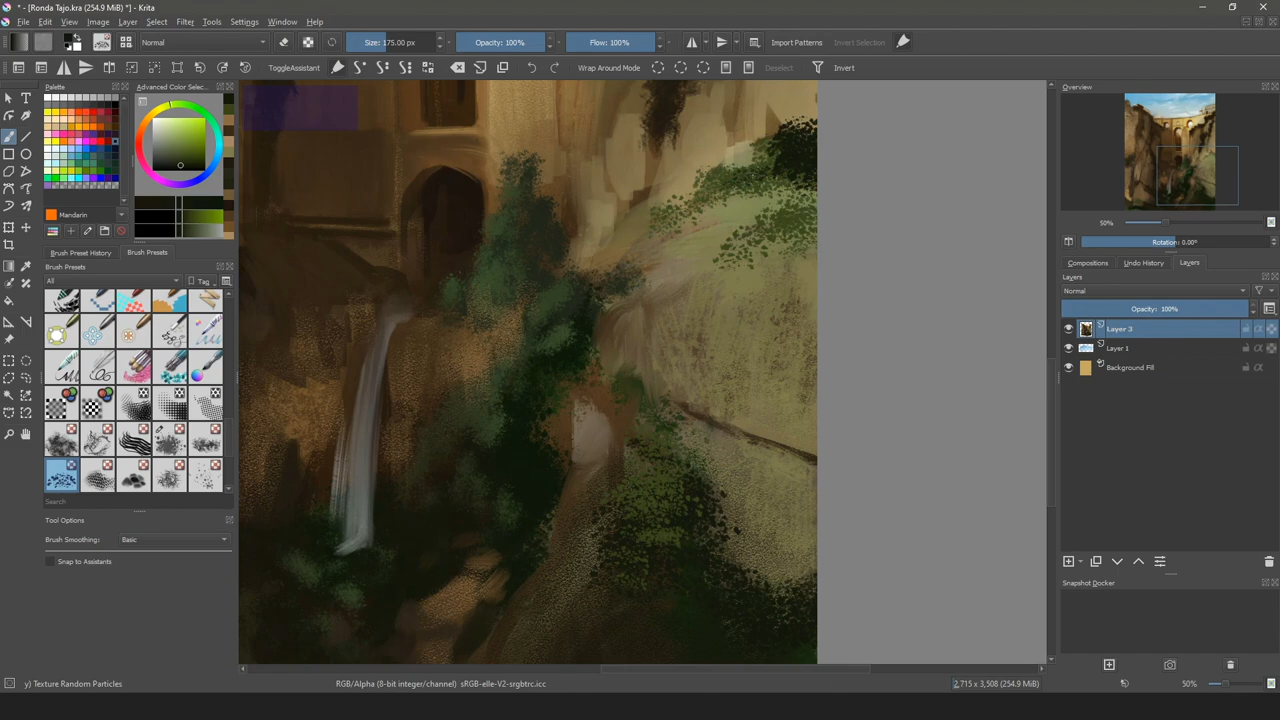 * [Ronda Tajo.kra (254.9 MiB) *] - Krita
File Edit View Image Layer Select Filter Tools Settings Window Help
Normal Size: 175.00 px Opacity: 100% Flow: 100% Import Patterns Invert Selection
ToggleAssistant Wrap Around Mode Deselect Invert
Palette Advanced Color Selec...
Mandarin
Brush Preset History Brush Presets
Brush Presets
All Tag
Search
Tool Options
Brush Smoothing: Basic
Snap to Assistants
Overview
50%
Rotation: 0.00°
Compositions Undo History Layers
Layers
Normal
Opacity: 100%
Layer 3
Layer 1
Background Fill
Snapshot Docker
y) Texture Random Particles RGB/Alpha (8-bit integer/channel) sRGB-elle-V2-srgbtrc.icc 2,715 x 3,508 (254.9 MiB) 50%